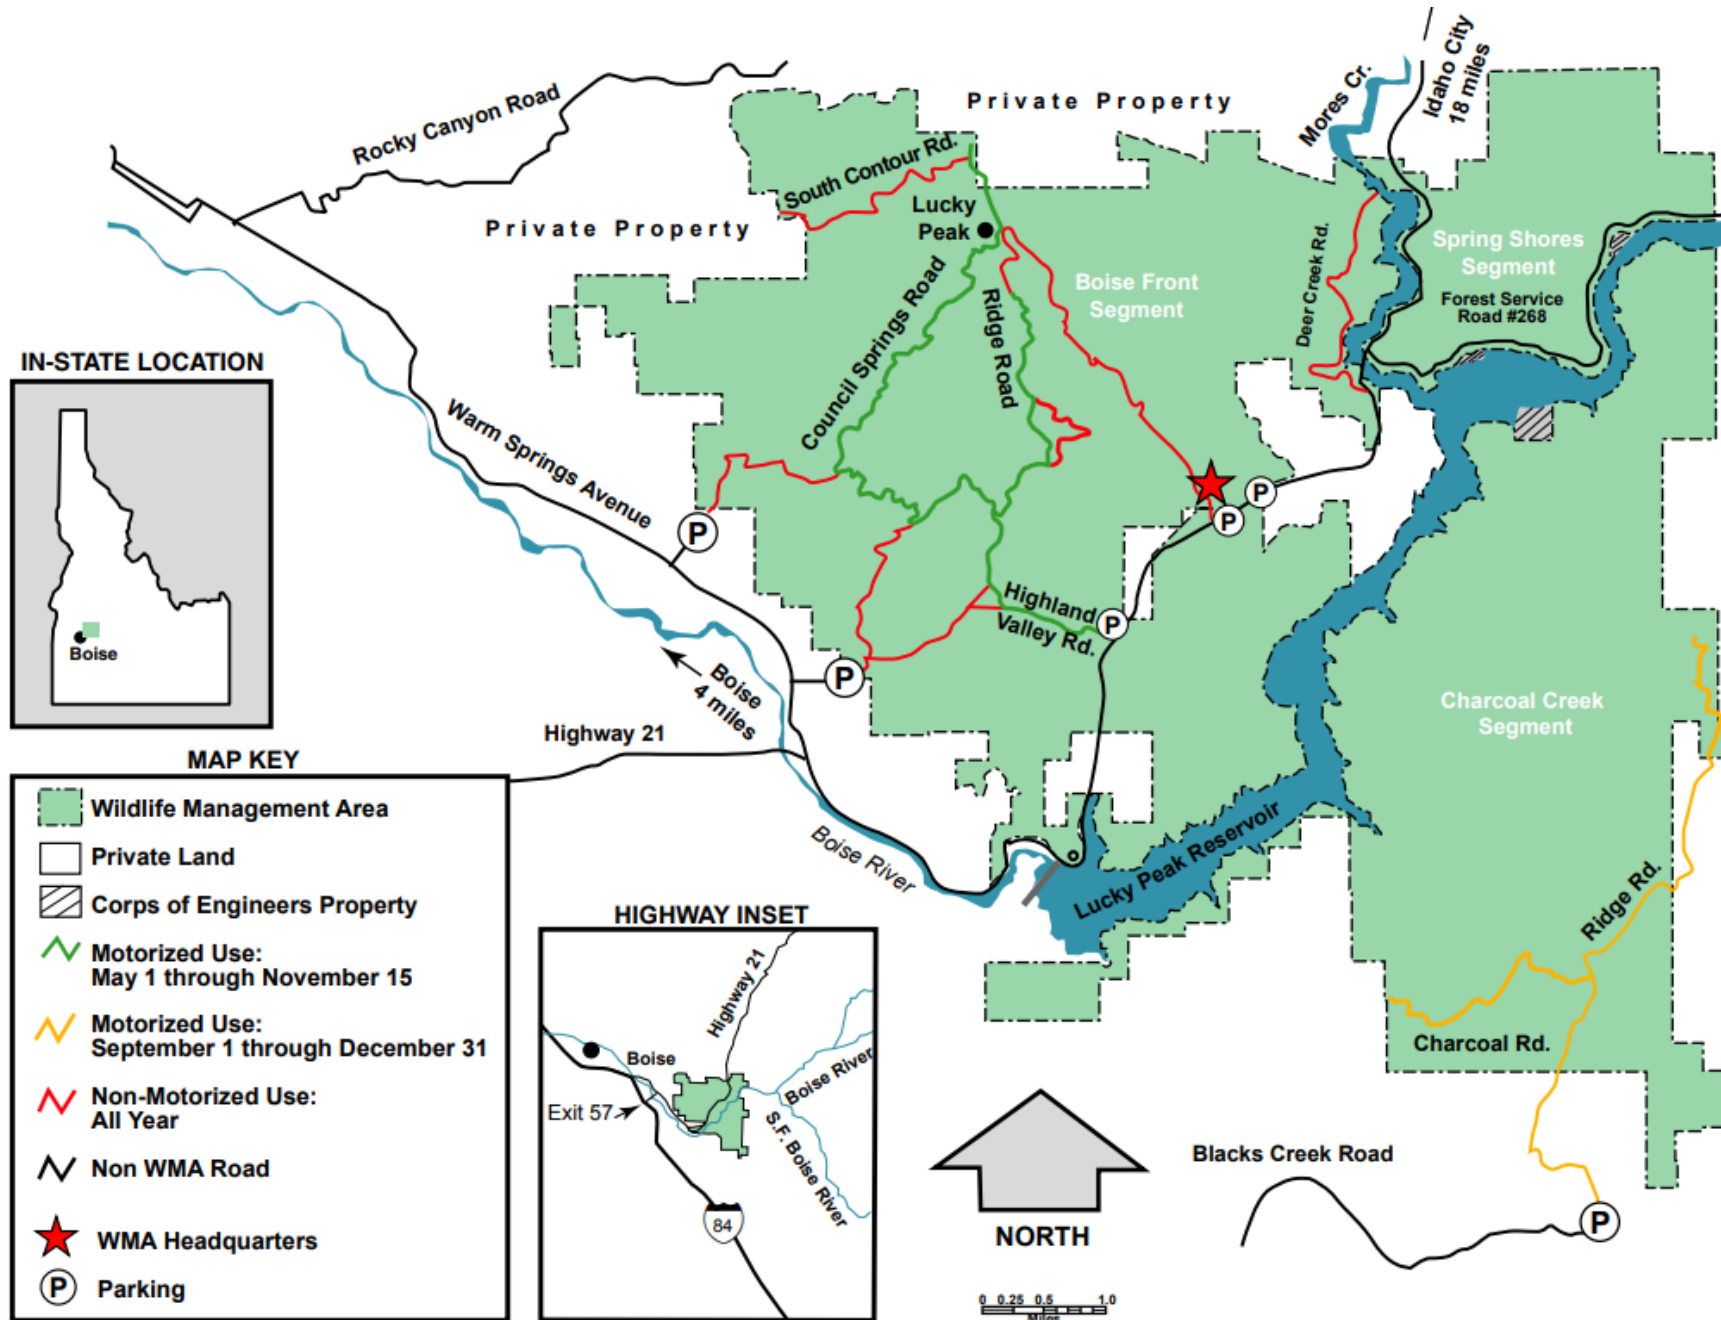 Rocky Canyon Road
Private Property
Mores Cr.
Idaho City
18 miles
South Contour Rd.
Private Property
Lucky
Peak
Boise Front
Segment
Deer Creek Rd.
Spring Shores
Segment
Forest Service
Road #268
Council Springs Road
Ridge Road
Warm Springs Avenue
P
P
P
Highland
Valley Rd.
P
P
Boise
4 miles
Highway 21
Boise River
Lucky Peak Reservoir
Charcoal Creek
Segment
Ridge Rd.
Charcoal Rd.
Blacks Creek Road
P
IN-STATE LOCATION
Boise
MAP KEY
Wildlife Management Area
Private Land
Corps of Engineers Property
Motorized Use:
May 1 through November 15
Motorized Use:
September 1 through December 31
Non-Motorized Use:
All Year
Non WMA Road
WMA Headquarters
P Parking
HIGHWAY INSET
Highway 21
Boise
Boise River
Exit 57
S.F. Boise River
84
NORTH
0 0.25 0.5 1.0
Miles